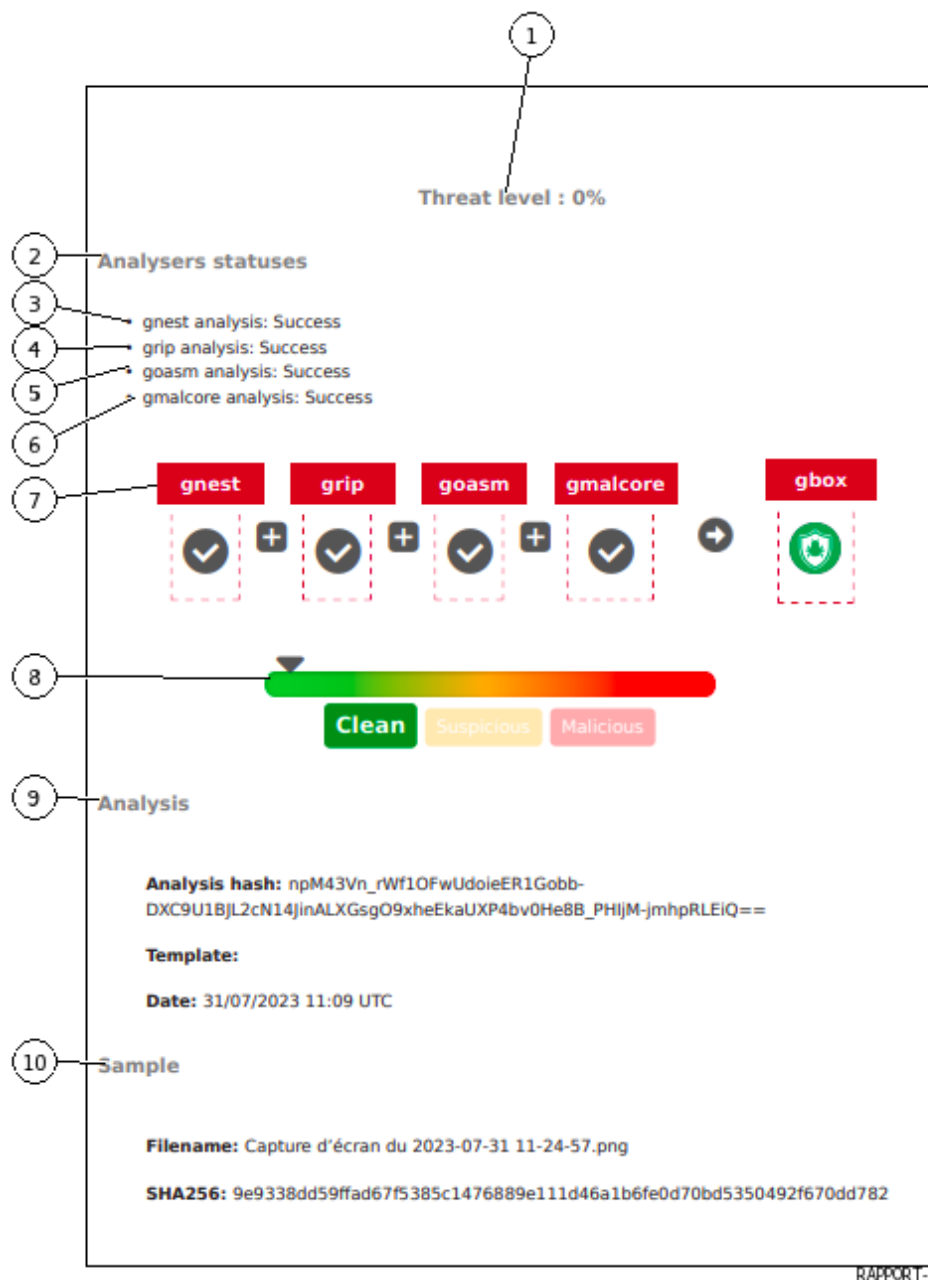 1
Threat level : 0%
2
Analysers statuses
3
gnest analysis: Success
4
grip analysis: Success
5
goasm analysis: Success
6
gmalcore analysis: Success
7
gnest grip goasm gmalcore gbox
8
Clean Suspicious Malicious
9
Analysis
Analysis hash: npM43Vn_rWf1OFwUdoieER1Gobb-
DXC9U1BJL2cN14JinALXGsgO9xheEkaUXP4bv0He8B_PHIjM-jmhpRLEiQ==
Template:
Date: 31/07/2023 11:09 UTC
10
Sample
Filename: Capture d’écran du 2023-07-31 11-24-57.png
SHA256: 9e9338dd59ffad67f5385c1476889e111d46a1b6fe0d70bd5350492f670dd782
RAPPORT-